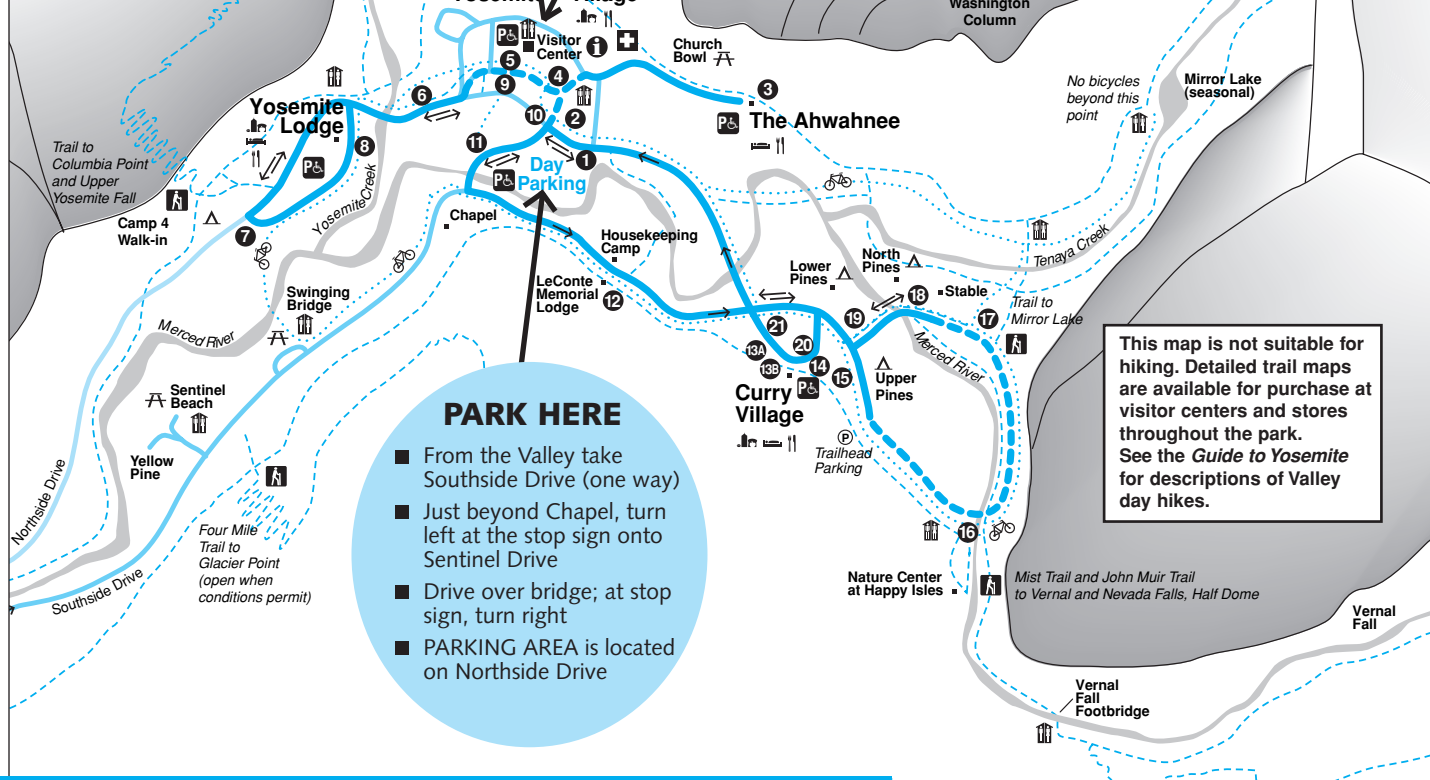 Yosemite Village
Washington
Column
Visitor
Center
Church
Bowl
No bicycles
beyond this
point
Mirror Lake
(seasonal)
5
4
9
3
6
10
2
Yosemite
Lodge
The Ahwahnee
8
11
1
Trail to
Columbia Point
and Upper
Yosemite Fall
P
P
P
Day
Parking
P
Yosemite Creek
Camp 4
Walk-in
7
Chapel
Housekeeping
Camp
Tenaya Creek
Lower
Pines
North
Pines
LeConte
Memorial
Lodge
12
18
Stable
Swinging
Bridge
Trail to
Mirror Lake
19
17
21
Merced River
13A
20
Merced River
13B
14
15
Upper
Pines
P
Curry
Village
This map is not suitable for
hiking. Detailed trail maps
are available for purchase at
visitor centers and stores
throughout the park.
See the Guide to Yosemite
for descriptions of Valley
day hikes.
Sentinel
Beach
Yellow
Pine
P
Trailhead
Parking
PARK HERE
From the Valley take
Southside Drive (one way)
Just beyond Chapel, turn
left at the stop sign onto
Sentinel Drive
Drive over bridge; at stop
sign, turn right
PARKING AREA is located
on Northside Drive
Northside Drive
Four Mile
Trail to
Glacier Point
(open when
conditions permit)
Southside Drive
16
Nature Center
at Happy Isles
Mist Trail and John Muir Trail
to Vernal and Nevada Falls, Half Dome
Vernal
Fall
Vernal
Fall
Footbridge